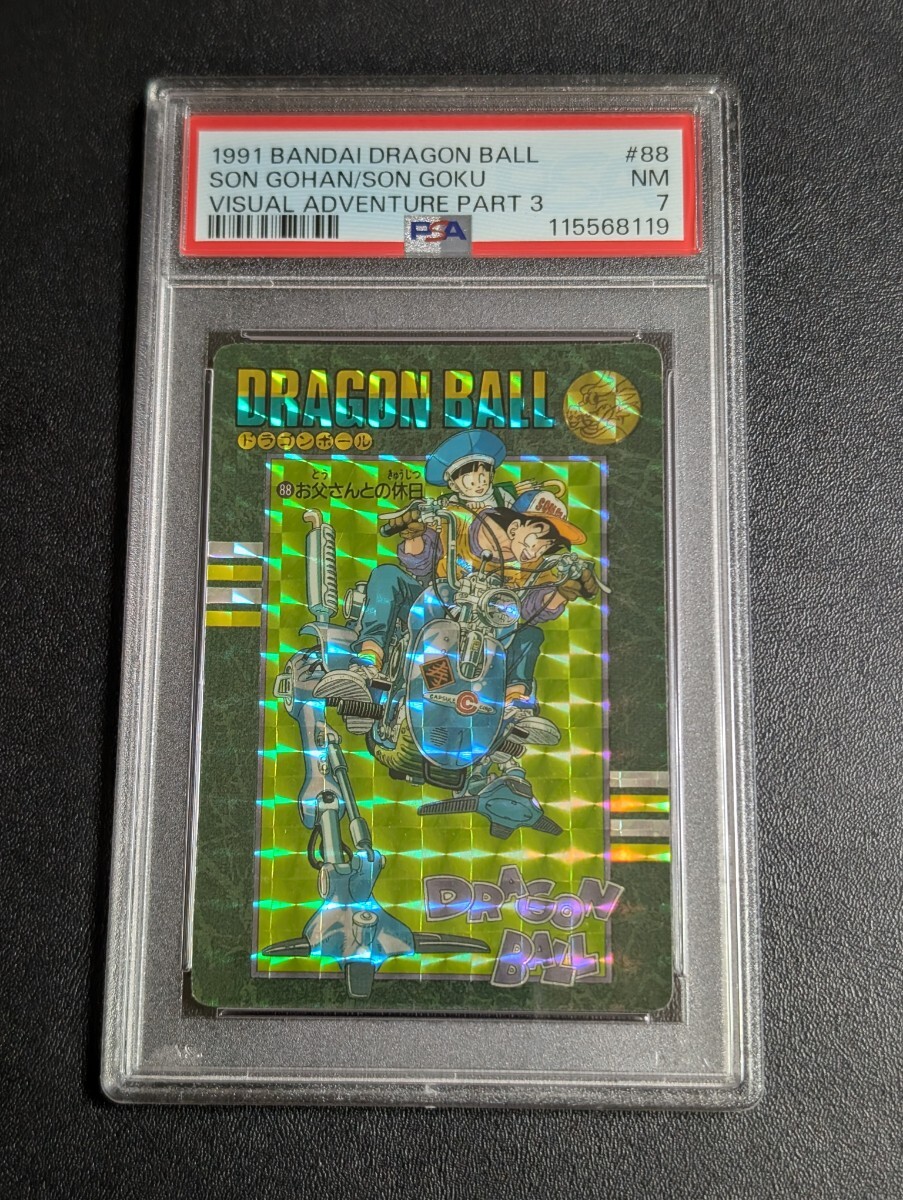 1991 BANDAI DRAGON BALL #88
SON GOHAN/SON GOKU NM
VISUAL ADVENTURE PART 3 7
PSA 115568119
DRAGON BALL
ドラゴンボール
とう きゅうじつ
88 お父さんとの休日
CAPSULE C
DRAGON
BALL